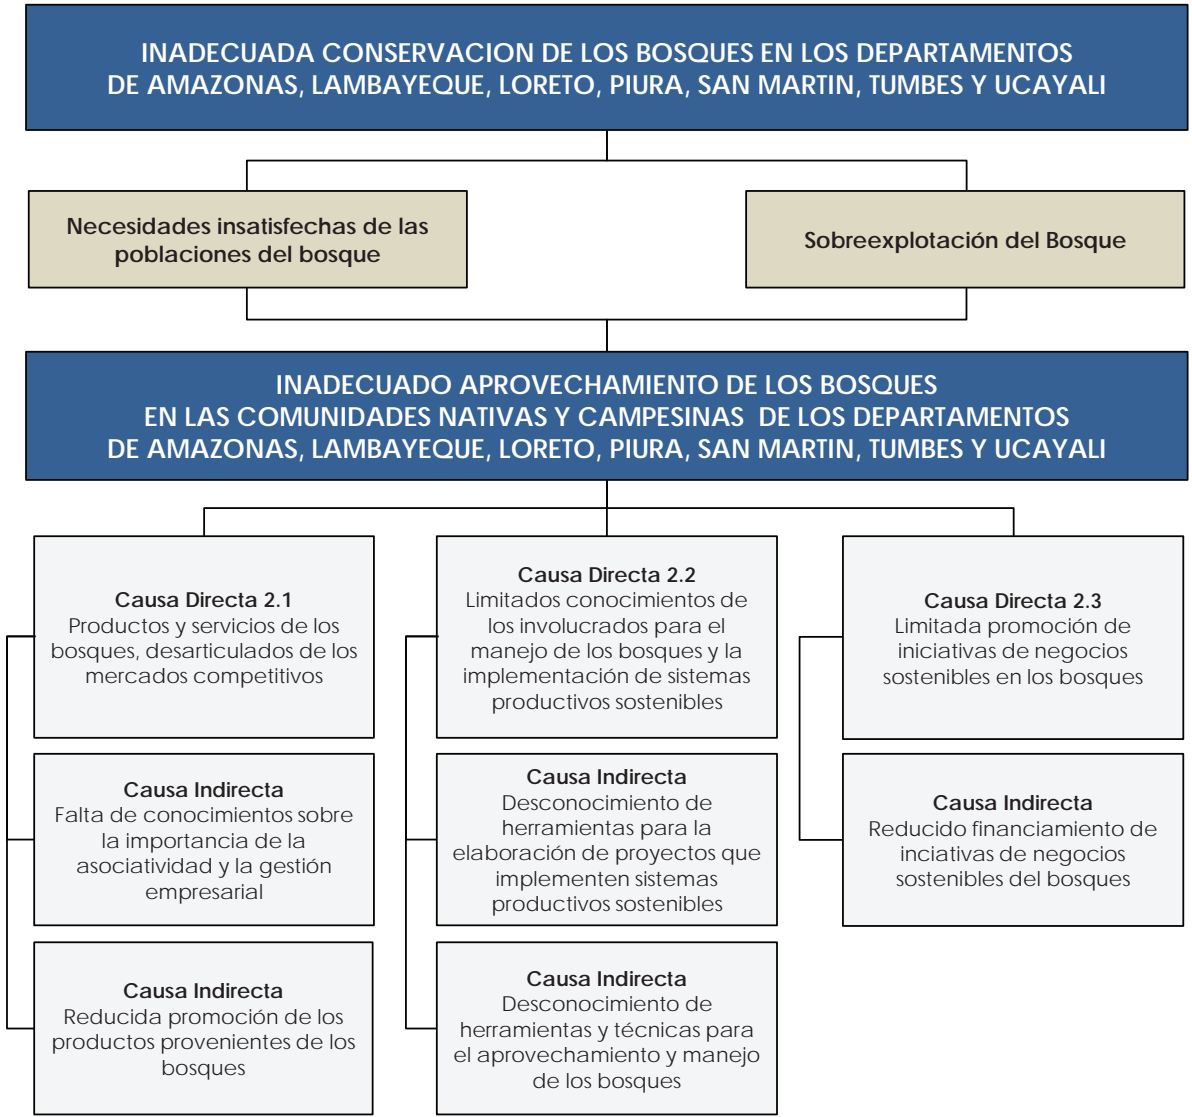 INADECUADA CONSERVACION DE LOS BOSQUES EN LOS DEPARTAMENTOS
DE AMAZONAS, LAMBAYEQUE, LORETO, PIURA, SAN MARTIN, TUMBES Y UCAYALI
Necesidades insatisfechas de las
poblaciones del bosque
Sobreexplotación del Bosque
INADECUADO APROVECHAMIENTO DE LOS BOSQUES
EN LAS COMUNIDADES NATIVAS Y CAMPESINAS DE LOS DEPARTAMENTOS
DE AMAZONAS, LAMBAYEQUE, LORETO, PIURA, SAN MARTIN, TUMBES Y UCAYALI
Causa Directa 2.1
Productos y servicios de los
bosques, desarticulados de los
mercados competitivos
Causa Indirecta
Falta de conocimientos sobre
la importancia de la
asociatividad y la gestión
empresarial
Causa Indirecta
Reducida promoción de los
productos provenientes de los
bosques
Causa Directa 2.2
Limitados conocimientos de
los involucrados para el
manejo de los bosques y la
implementación de sistemas
productivos sostenibles
Causa Indirecta
Desconocimiento de
herramientas para la
elaboración de proyectos que
implementen sistemas
productivos sostenibles
Causa Indirecta
Desconocimiento de
herramientas y técnicas para
el aprovechamiento y manejo
de los bosques
Causa Directa 2.3
Limitada promoción de
iniciativas de negocios
sostenibles en los bosques
Causa Indirecta
Reducido financiamiento de
inciativas de negocios
sostenibles del bosques